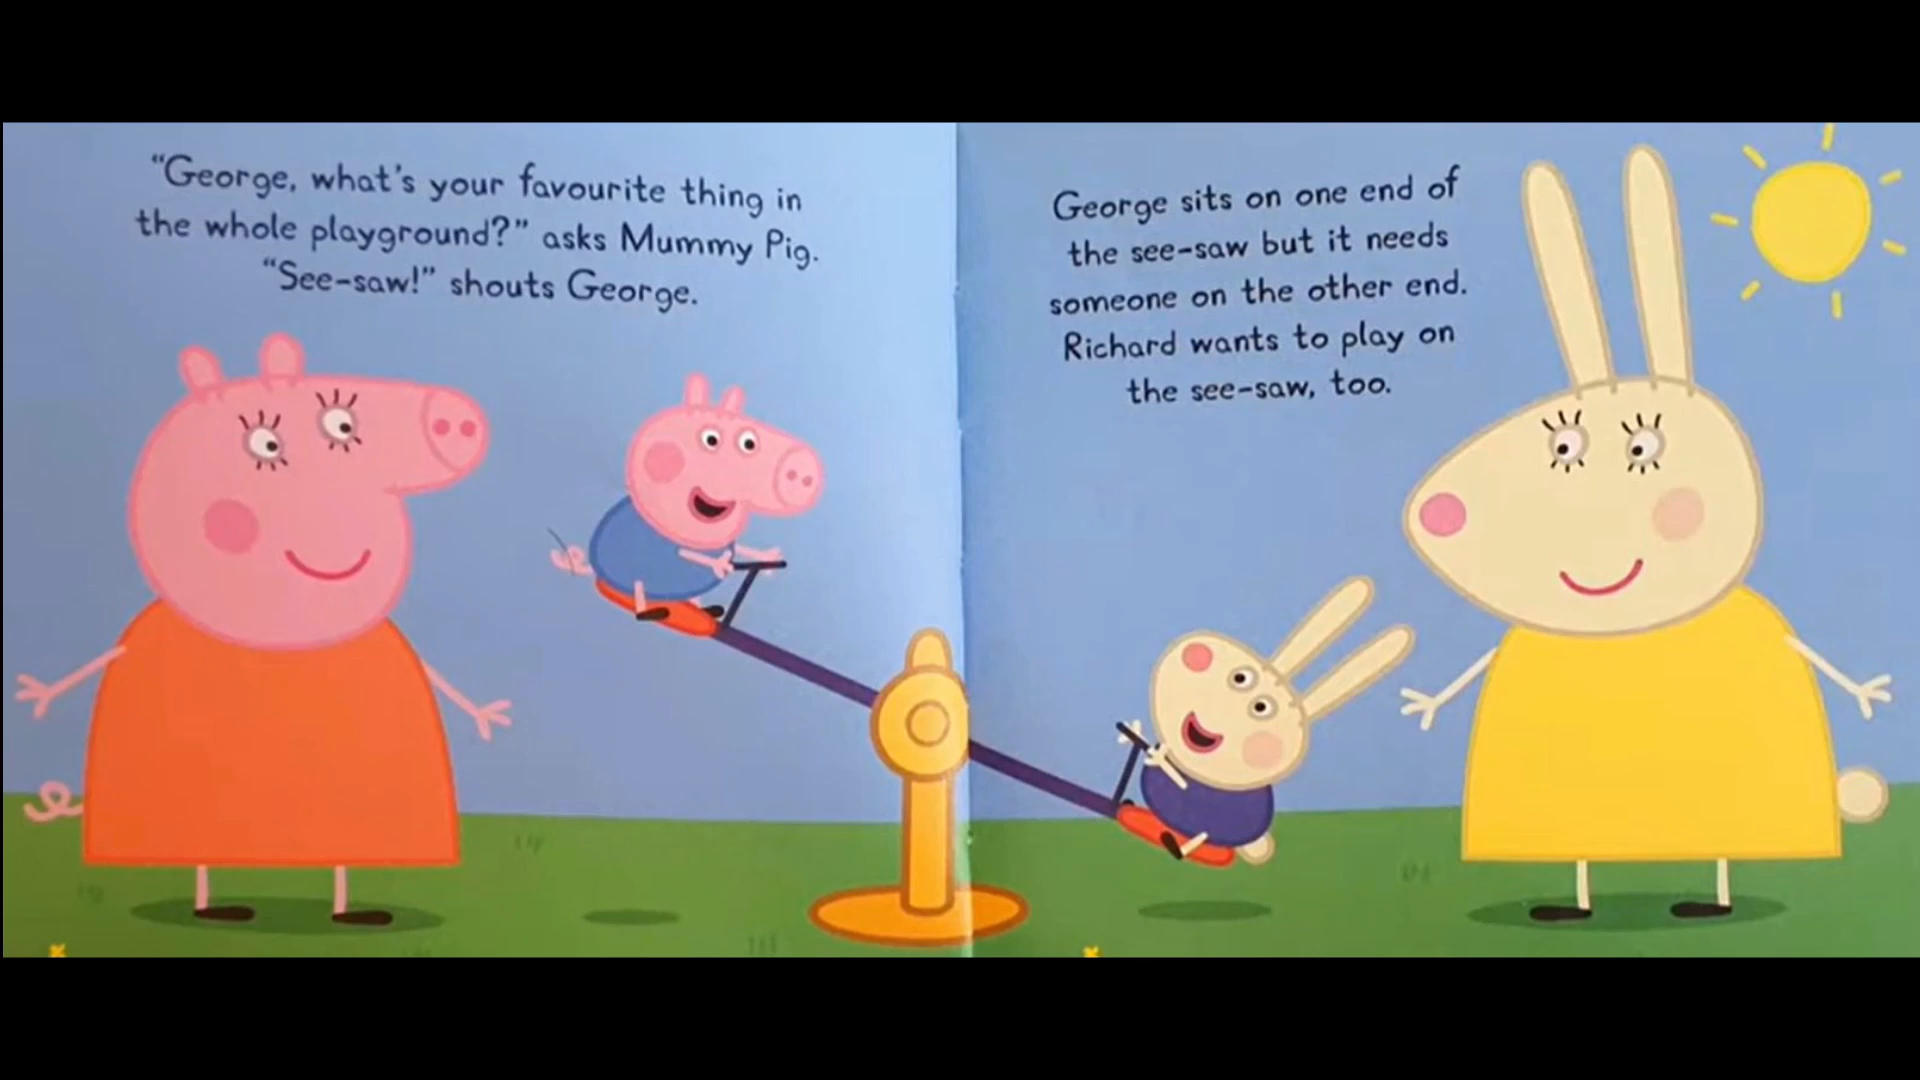 “George, what’s your favourite thing in
the whole playground?” asks Mummy Pig.
“See-saw!” shouts George.
George sits on one end of
the see-saw but it needs
someone on the other end.
Richard wants to play on
the see-saw, too.